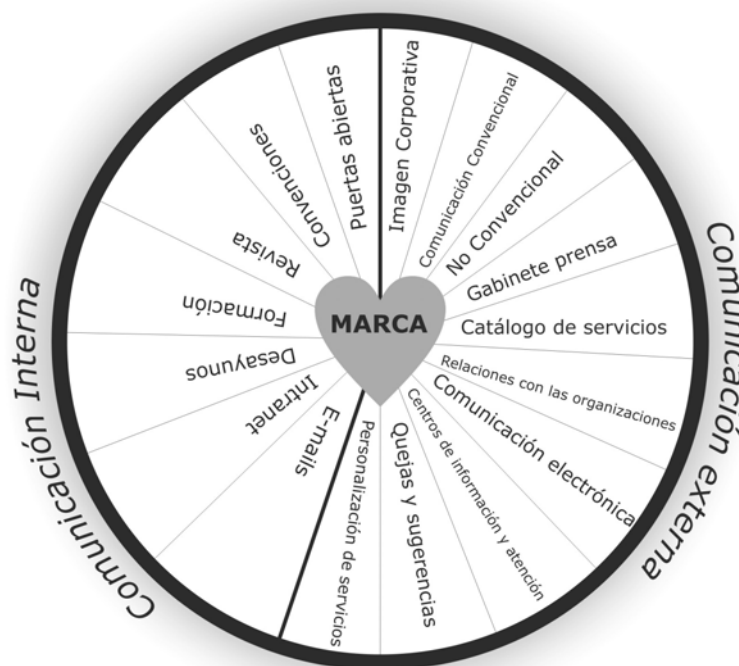 Puertas abiertas
Imagen Corporativa
Comunicación Convencional
No Convencional
Gabinete prensa
Catálogo de servicios
Relaciones con las organizaciones
Comunicación electrónica
Centros de información y atención
Quejas y sugerencias
Personalización de servicios
E-mails
Intranet
Desayunos
Formación
Revista
Convenciones
MARCA
Comunicación Interna
Comunicación externa